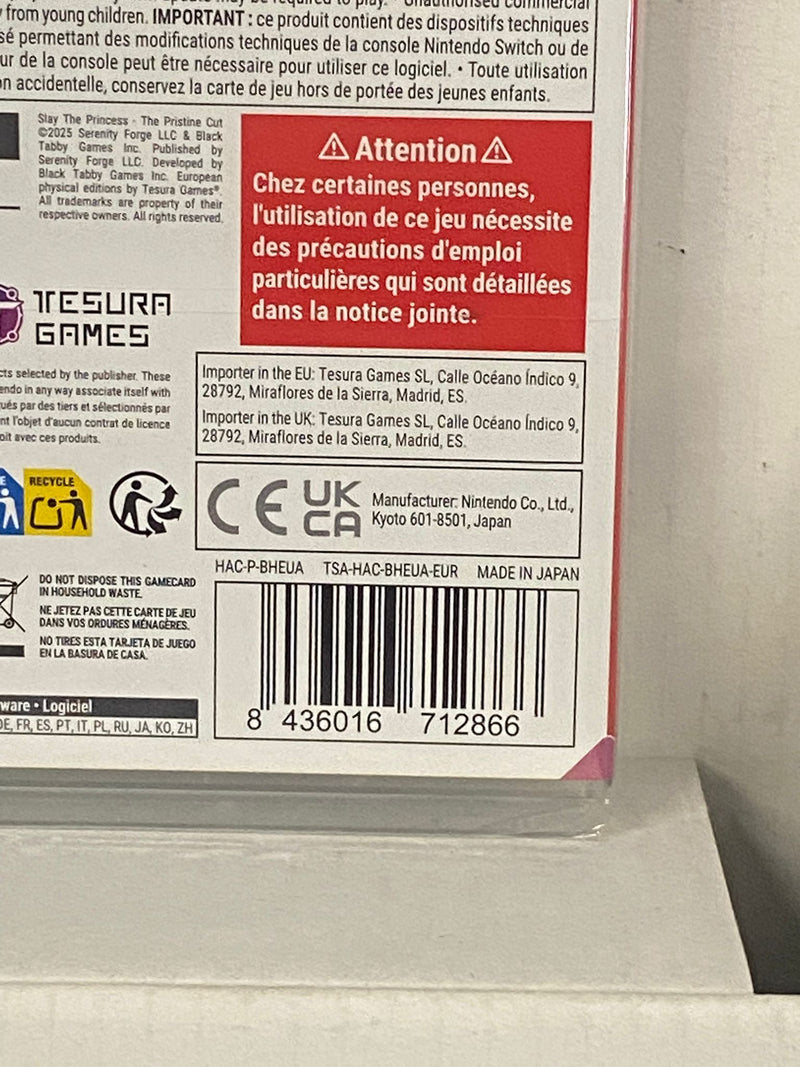 from young children. IMPORTANT : ce produit contient des dispositifs techniques
sé permettant des modifications techniques de la console Nintendo Switch ou de
ur de la console peut être nécessaire pour utiliser ce logiciel. • Toute utilisation
on accidentelle, conservez la carte de jeu hors de portée des jeunes enfants.
Slay The Princess - The Pristine Cut
©2025 Serenity Forge LLC & Black
Tabby Games Inc. Published by
Serenity Forge LLC. Developed by
Black Tabby Games Inc. European
physical editions by Tesura Games®.
All trademarks are property of their
respective owners. All rights reserved.
⚠ Attention ⚠
Chez certaines personnes,
l'utilisation de ce jeu nécessite
des précautions d'emploi
particulières qui sont détaillées
dans la notice jointe.
TESURA
GAMES
cts selected by the publisher. These
endo in any way associate itself with
ués par des tiers et sélectionnés par
nt l'objet d'aucun contrat de licence
oit avec ces produits.
Importer in the EU: Tesura Games SL, Calle Océano Índico 9,
28792, Miraflores de la Sierra, Madrid, ES.
Importer in the UK: Tesura Games SL, Calle Océano Índico 9,
28792, Miraflores de la Sierra, Madrid, ES.
E RECYCLE
CE UK
CA
Manufacturer: Nintendo Co., Ltd.,
Kyoto 601-8501, Japan
HAC-P-BHEUA TSA-HAC-BHEUA-EUR MADE IN JAPAN
DO NOT DISPOSE THIS GAMECARD
IN HOUSEHOLD WASTE.
NE JETEZ PAS CETTE CARTE DE JEU
DANS VOS ORDURES MÉNAGÈRES.
NO TIRES ESTA TARJETA DE JUEGO
EN LA BASURA DE CASA.
ware • Logiciel
DE, FR, ES, PT, IT, PL, RU, JA, KO, ZH
8 436016 712866